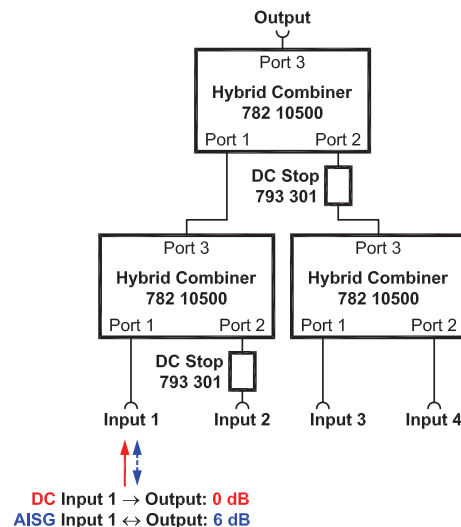 Output
Port 3
Hybrid Combiner
782 10500
Port 1 Port 2
DC Stop
793 301
Port 3
Hybrid Combiner
782 10500
Port 1 Port 2
Port 3
Hybrid Combiner
782 10500
Port 1 Port 2
DC Stop
793 301
Input 1 Input 2 Input 3 Input 4
DC Input 1 → Output: 0 dB
AISG Input 1 ↔ Output: 6 dB